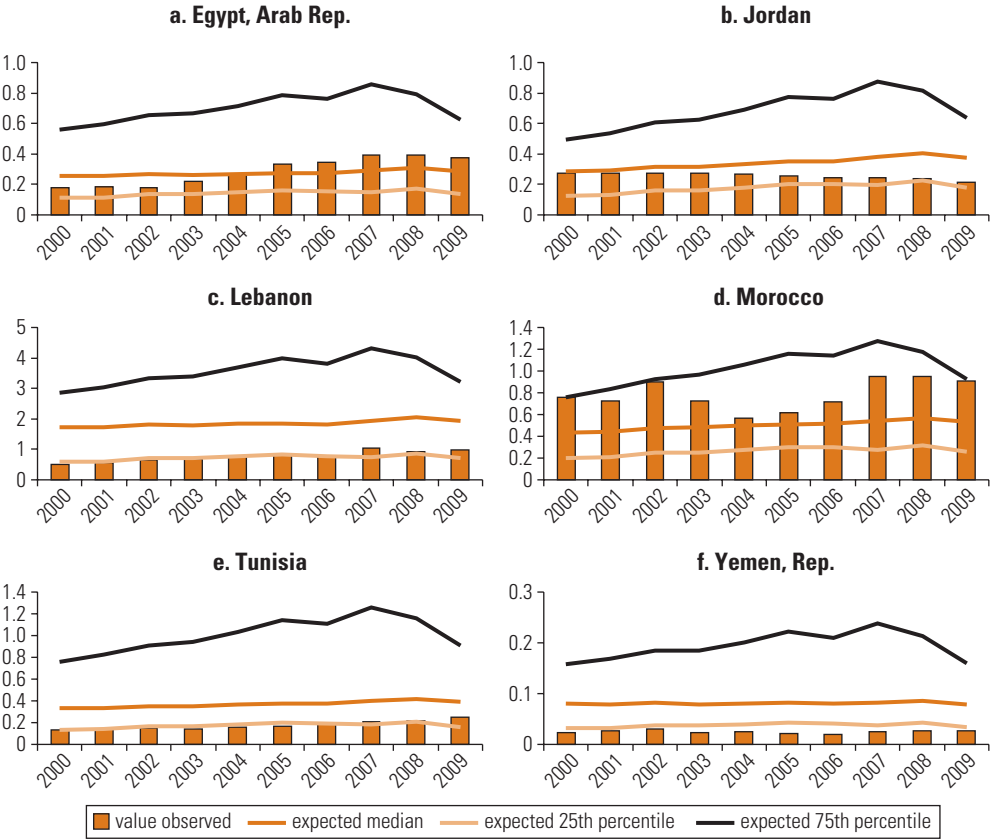 a. Egypt, Arab Rep.
1.0
0.8
0.6
0.4
0.2
0
2000 2001 2002 2003 2004 2005 2006 2007 2008 2009
b. Jordan
1.0
0.8
0.6
0.4
0.2
0
2000 2001 2002 2003 2004 2005 2006 2007 2008 2009
c. Lebanon
5
4
3
2
1
0
2000 2001 2002 2003 2004 2005 2006 2007 2008 2009
d. Morocco
1.4
1.2
1.0
0.8
0.6
0.4
0.2
0
2000 2001 2002 2003 2004 2005 2006 2007 2008 2009
e. Tunisia
1.4
1.2
1.0
0.8
0.6
0.4
0.2
0
2000 2001 2002 2003 2004 2005 2006 2007 2008 2009
f. Yemen, Rep.
0.3
0.2
0.1
0
2000 2001 2002 2003 2004 2005 2006 2007 2008 2009
value observed expected median expected 25th percentile expected 75th percentile